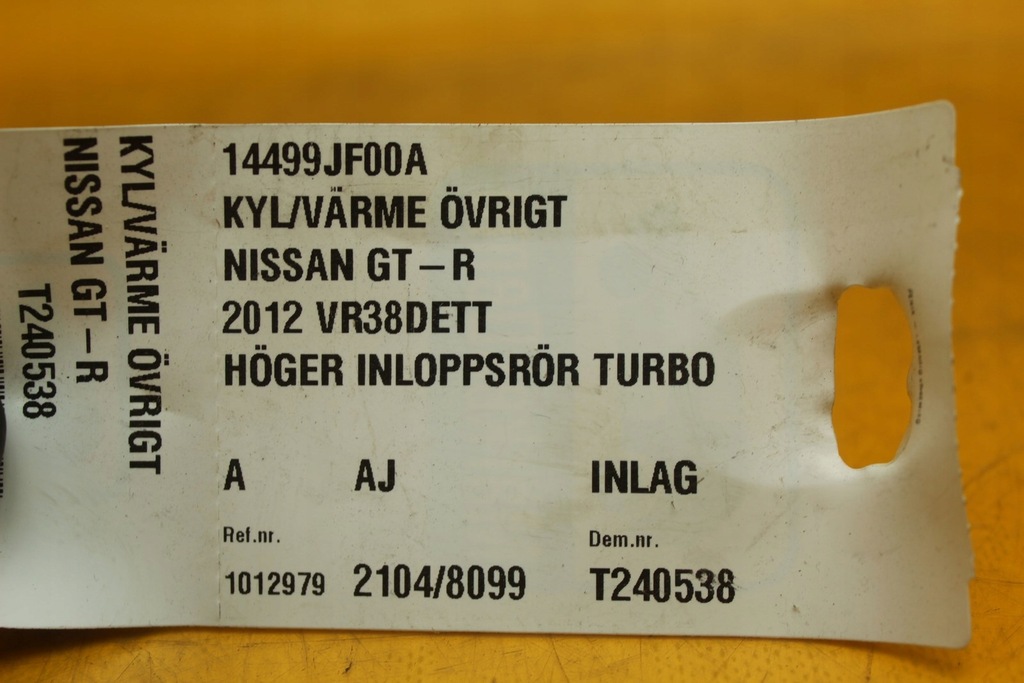 14499JF00A
KYL/VÄRME ÖVRIGT
NISSAN GT-R
2012 VR38DETT
HÖGER INLOPPSRÖR TURBO
A AJ INLAG
Ref.nr. Dem.nr.
1012979 2104/8099 T240538
KYL/VÄRME ÖVRIGT
NISSAN GT-R
T240538